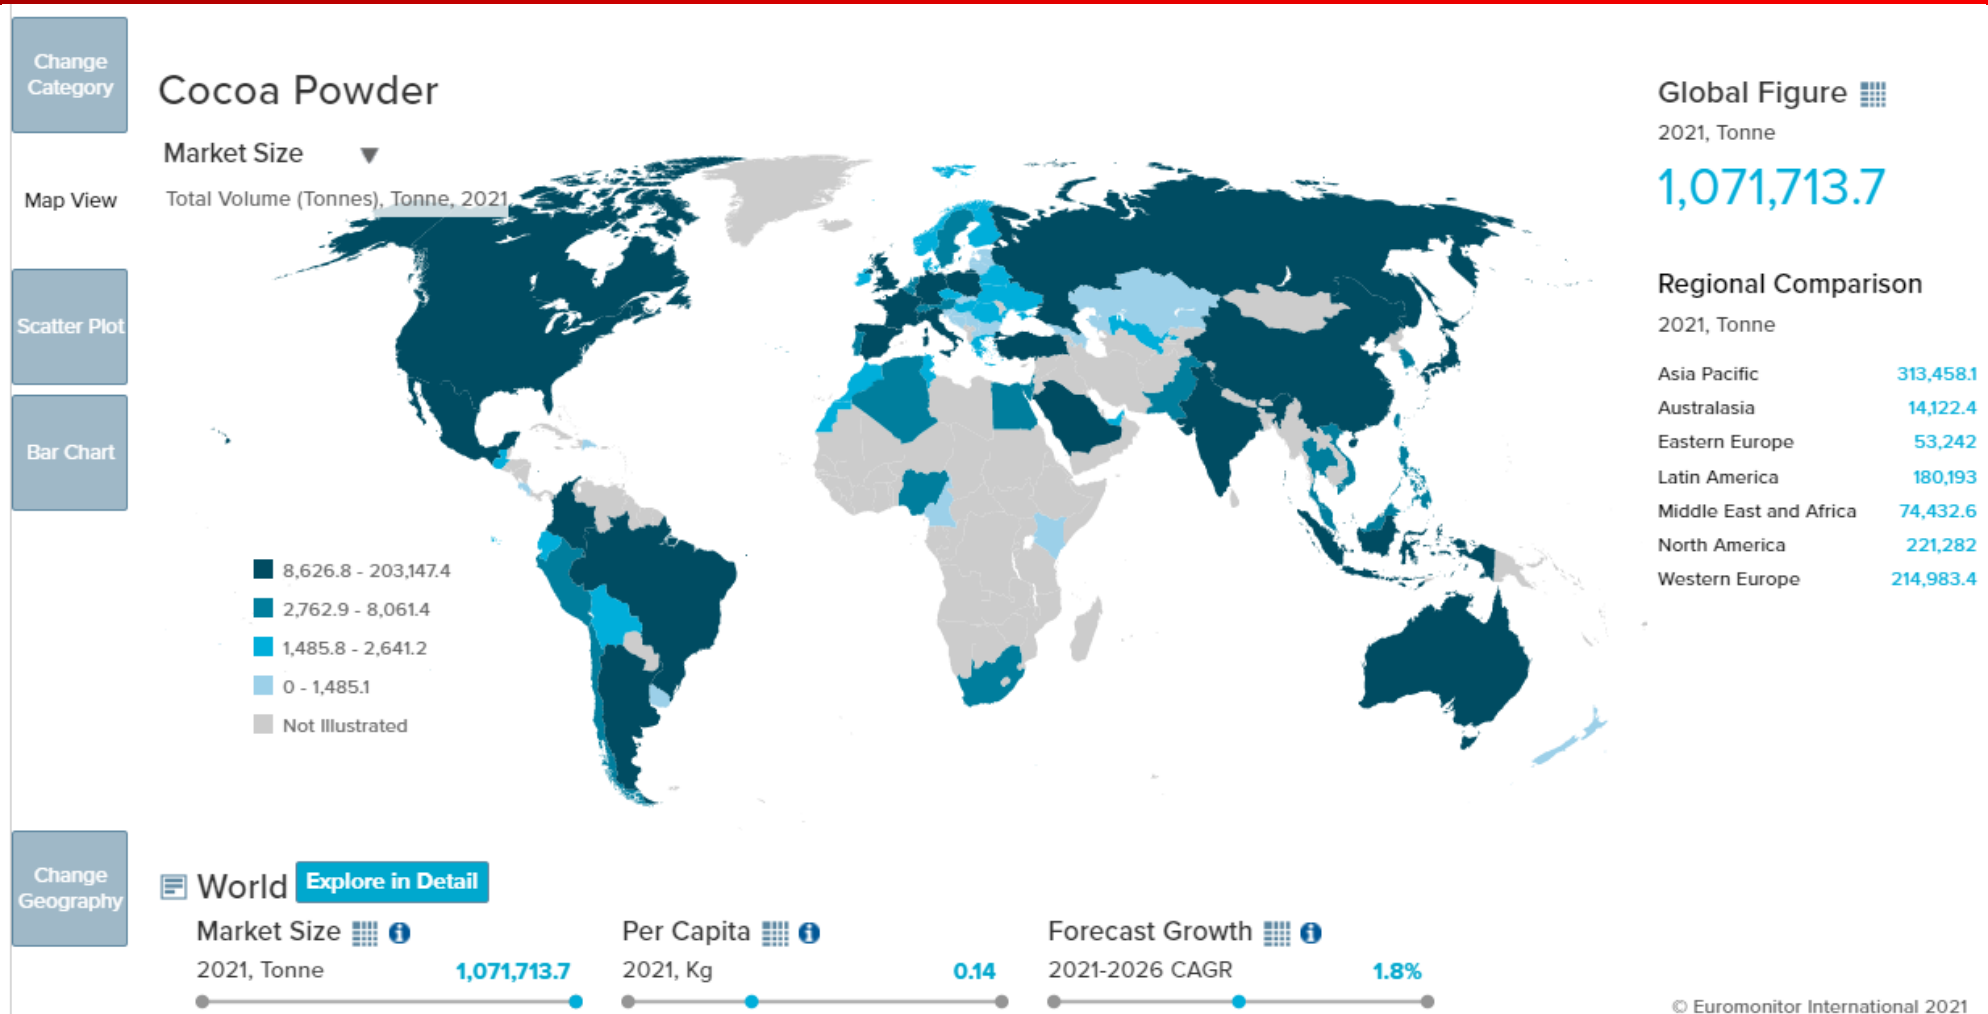 Change
Category
Map View
Scatter Plot
Bar Chart
Change
Geography
Cocoa Powder
Market Size
Total Volume (Tonnes), Tonne, 2021
8,626.8 - 203,147.4
2,762.9 - 8,061.4
1,485.8 - 2,641.2
0 - 1,485.1
Not Illustrated
Global Figure
2021, Tonne
1,071,713.7
Regional Comparison
2021, Tonne
Asia Pacific 313,458.1
Australasia 14,122.4
Eastern Europe 53,242
Latin America 180,193
Middle East and Africa 74,432.6
North America 221,282
Western Europe 214,983.4
World Explore in Detail
Market Size
2021, Tonne 1,071,713.7
Per Capita
2021, Kg 0.14
Forecast Growth
2021-2026 CAGR 1.8%
© Euromonitor International 2021